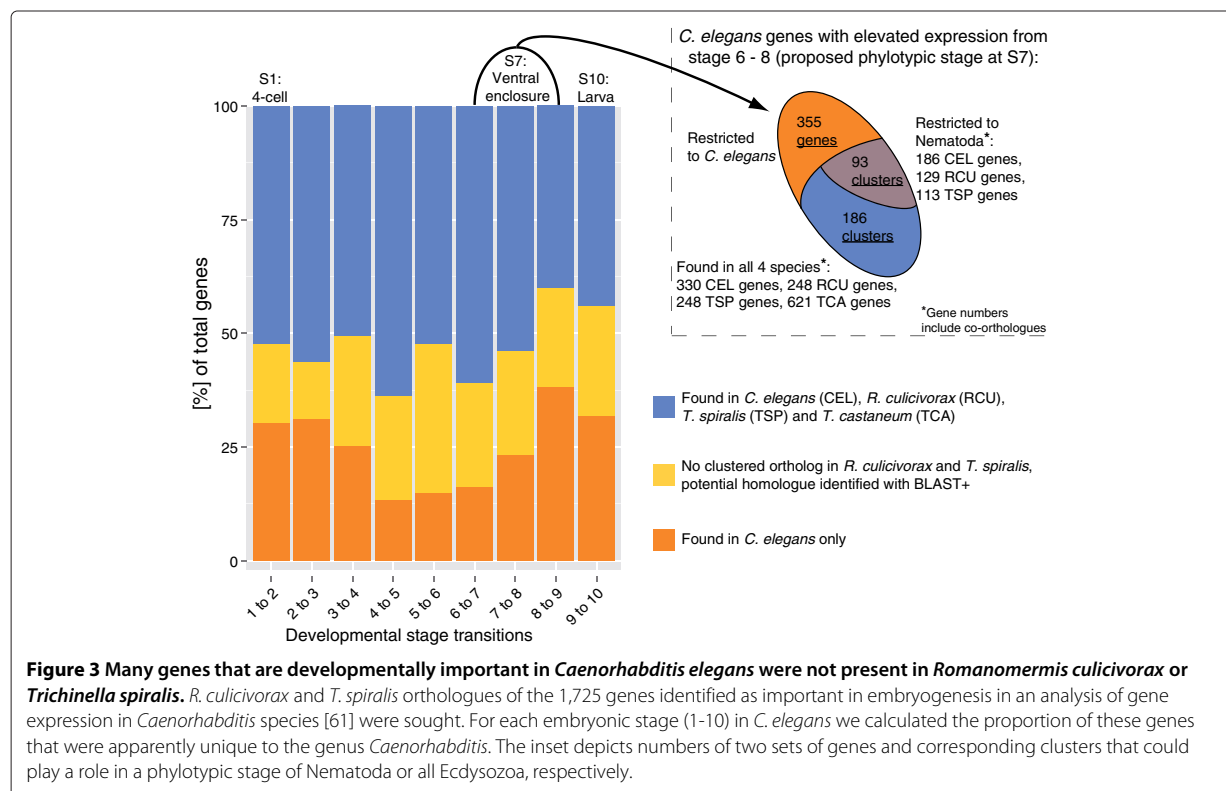 C. elegans genes with elevated expression from
stage 6 - 8 (proposed phylotypic stage at S7):
S1:
4-cell
S7:
Ventral
enclosure
S10:
Larva
Restricted
to C. elegans
355
genes
93
clusters
186
clusters
Restricted to
Nematoda*:
186 CEL genes,
129 RCU genes,
113 TSP genes
Found in all 4 species*:
330 CEL genes, 248 RCU genes,
248 TSP genes, 621 TCA genes
*Gene numbers
include co-orthologues
[%] of total genes
100
75
50
25
0
1 to 2
2 to 3
3 to 4
4 to 5
5 to 6
6 to 7
7 to 8
8 to 9
9 to 10
Developmental stage transitions
Found in C. elegans (CEL), R. culicivorax (RCU),
T. spiralis (TSP) and T. castaneum (TCA)
No clustered ortholog in R. culicivorax and T. spiralis,
potential homologue identified with BLAST+
Found in C. elegans only
Figure 3 Many genes that are developmentally important in Caenorhabditis elegans were not present in Romanomermis culicivorax or
Trichinella spiralis. R. culicivorax and T. spiralis orthologues of the 1,725 genes identified as important in embryogenesis in an analysis of gene
expression in Caenorhabditis species [61] were sought. For each embryonic stage (1-10) in C. elegans we calculated the proportion of these genes
that were apparently unique to the genus Caenorhabditis. The inset depicts numbers of two sets of genes and corresponding clusters that could
play a role in a phylotypic stage of Nematoda or all Ecdysozoa, respectively.